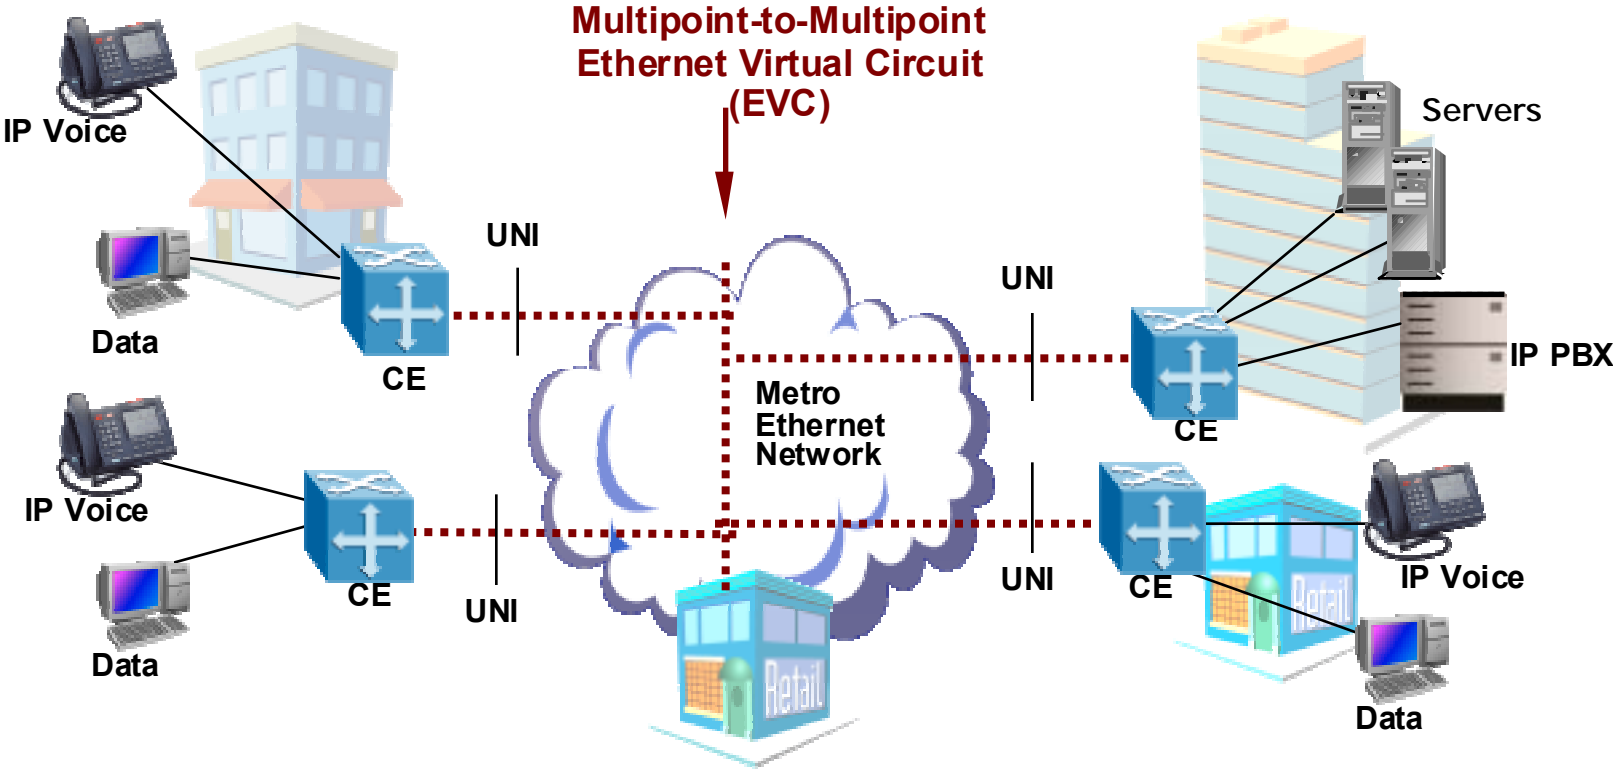 Multipoint-to-Multipoint
Ethernet Virtual Circuit
(EVC)
IP Voice
Servers
UNI
UNI
Data
CE
IP PBX
Metro
Ethernet
Network
CE
IP Voice
UNI
CE
UNI
CE
IP Voice
Data
Retail
Retail
Data